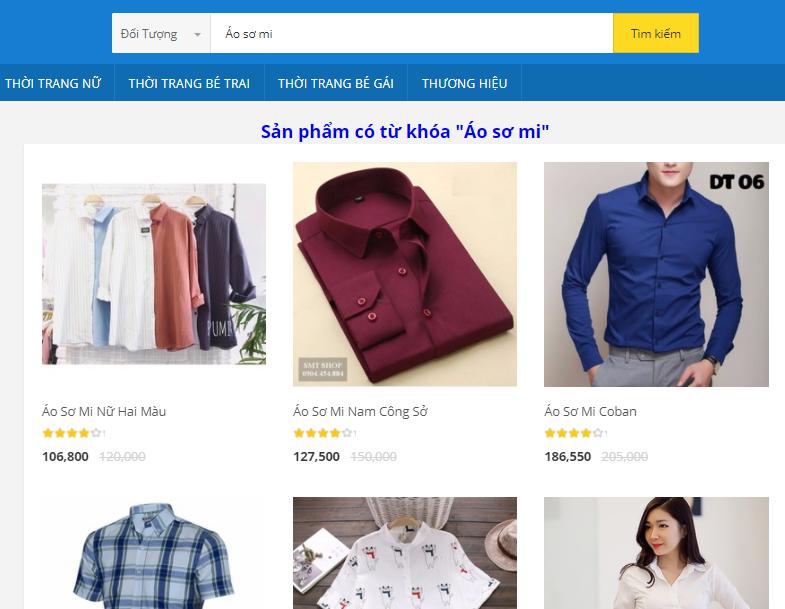 Đối Tượng Áo sơ mi Tìm kiếm
THỜI TRANG NỮ THỜI TRANG BÉ TRAI THỜI TRANG BÉ GÁI THƯƠNG HIỆU
Sản phẩm có từ khóa "Áo sơ mi"
DT 06
PUMI
SMT SHOP
0904.454.884
Áo Sơ Mi Nữ Hai Màu Áo Sơ Mi Nam Công Sở Áo Sơ Mi Coban
106,800 120,000 127,500 150,000 186,550 205,000